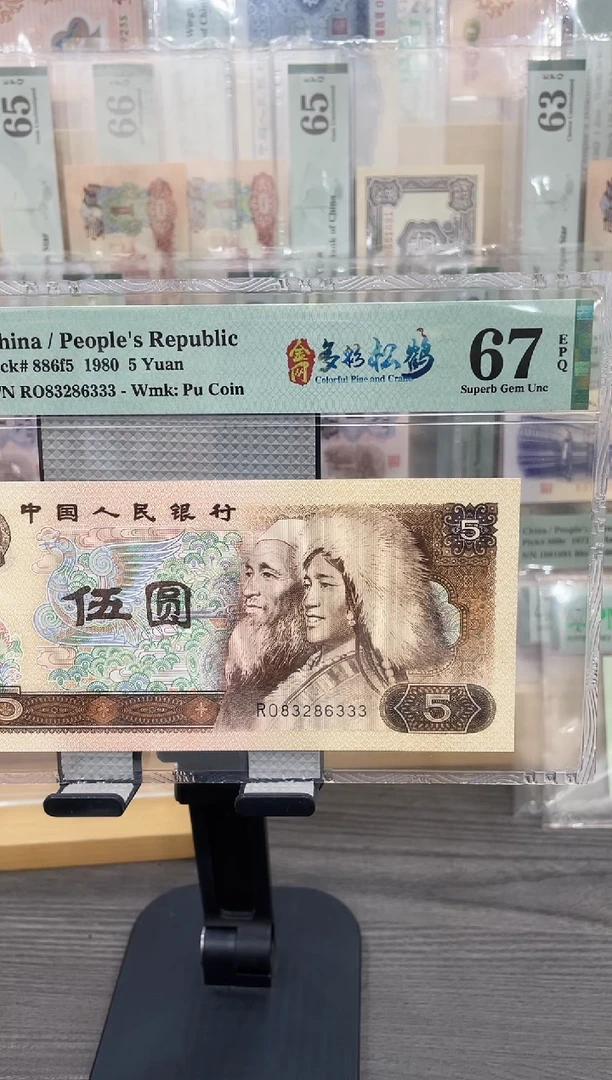 65
66
65
63
hina / People's Republic
ck# 886f5 1980 5 Yuan
N RO83286333 - Wmk: Pu Coin
金网
多彩松鹤
Colorful Pine and Crane
67
EPQ
Superb Gem Unc
中国人民银行
5
伍圆
RO83286333
5